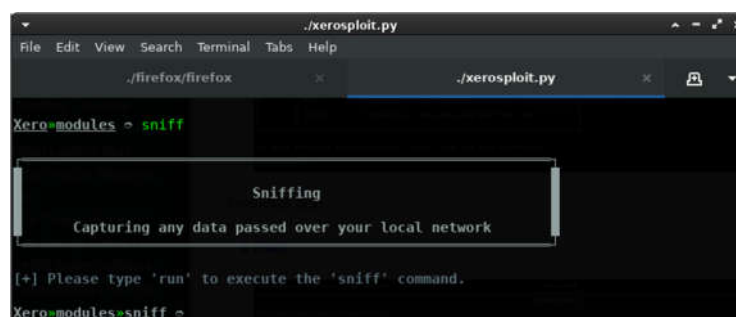 ./xerosploit.py
File Edit View Search Terminal Tabs Help
./firefox/firefox ./xerosploit.py
Xero»modules ➮ sniff
Sniffing
Capturing any data passed over your local network
[+] Please type 'run' to execute the 'sniff' command.
Xero»modules»sniff ➮